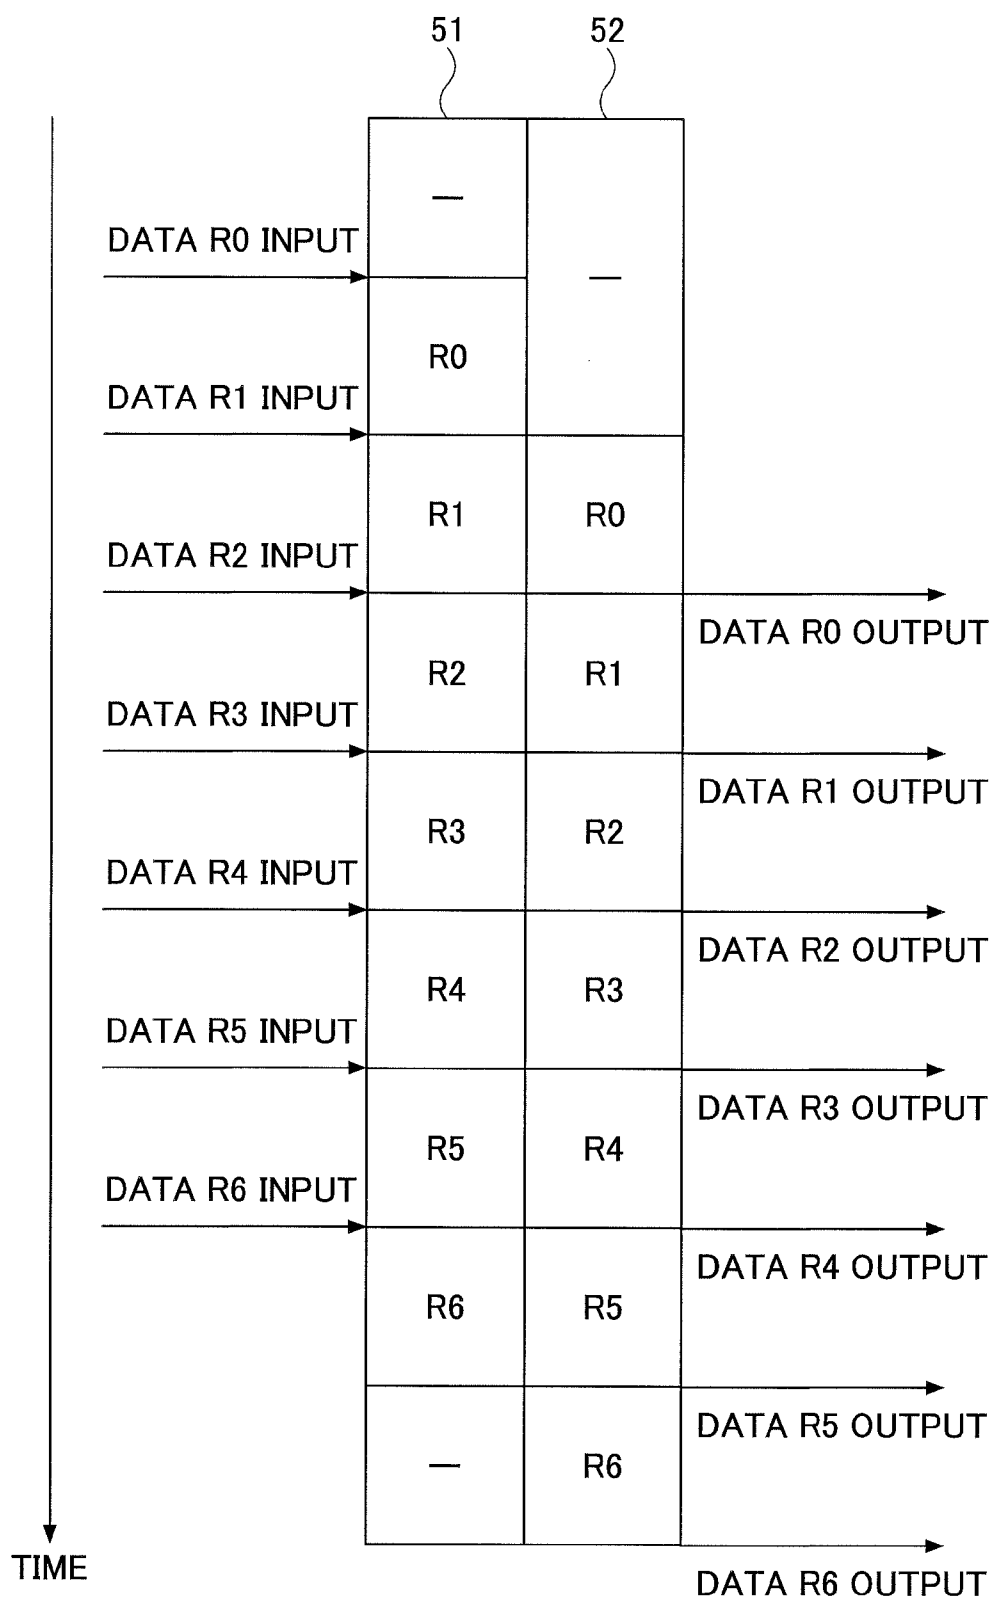 51 52
—
DATA R0 INPUT
—
R0
DATA R1 INPUT
R1 R0
DATA R2 INPUT
DATA R0 OUTPUT
R2 R1
DATA R3 INPUT
DATA R1 OUTPUT
R3 R2
DATA R4 INPUT
DATA R2 OUTPUT
R4 R3
DATA R5 INPUT
DATA R3 OUTPUT
R5 R4
DATA R6 INPUT
DATA R4 OUTPUT
R6 R5
DATA R5 OUTPUT
— R6
TIME
DATA R6 OUTPUT